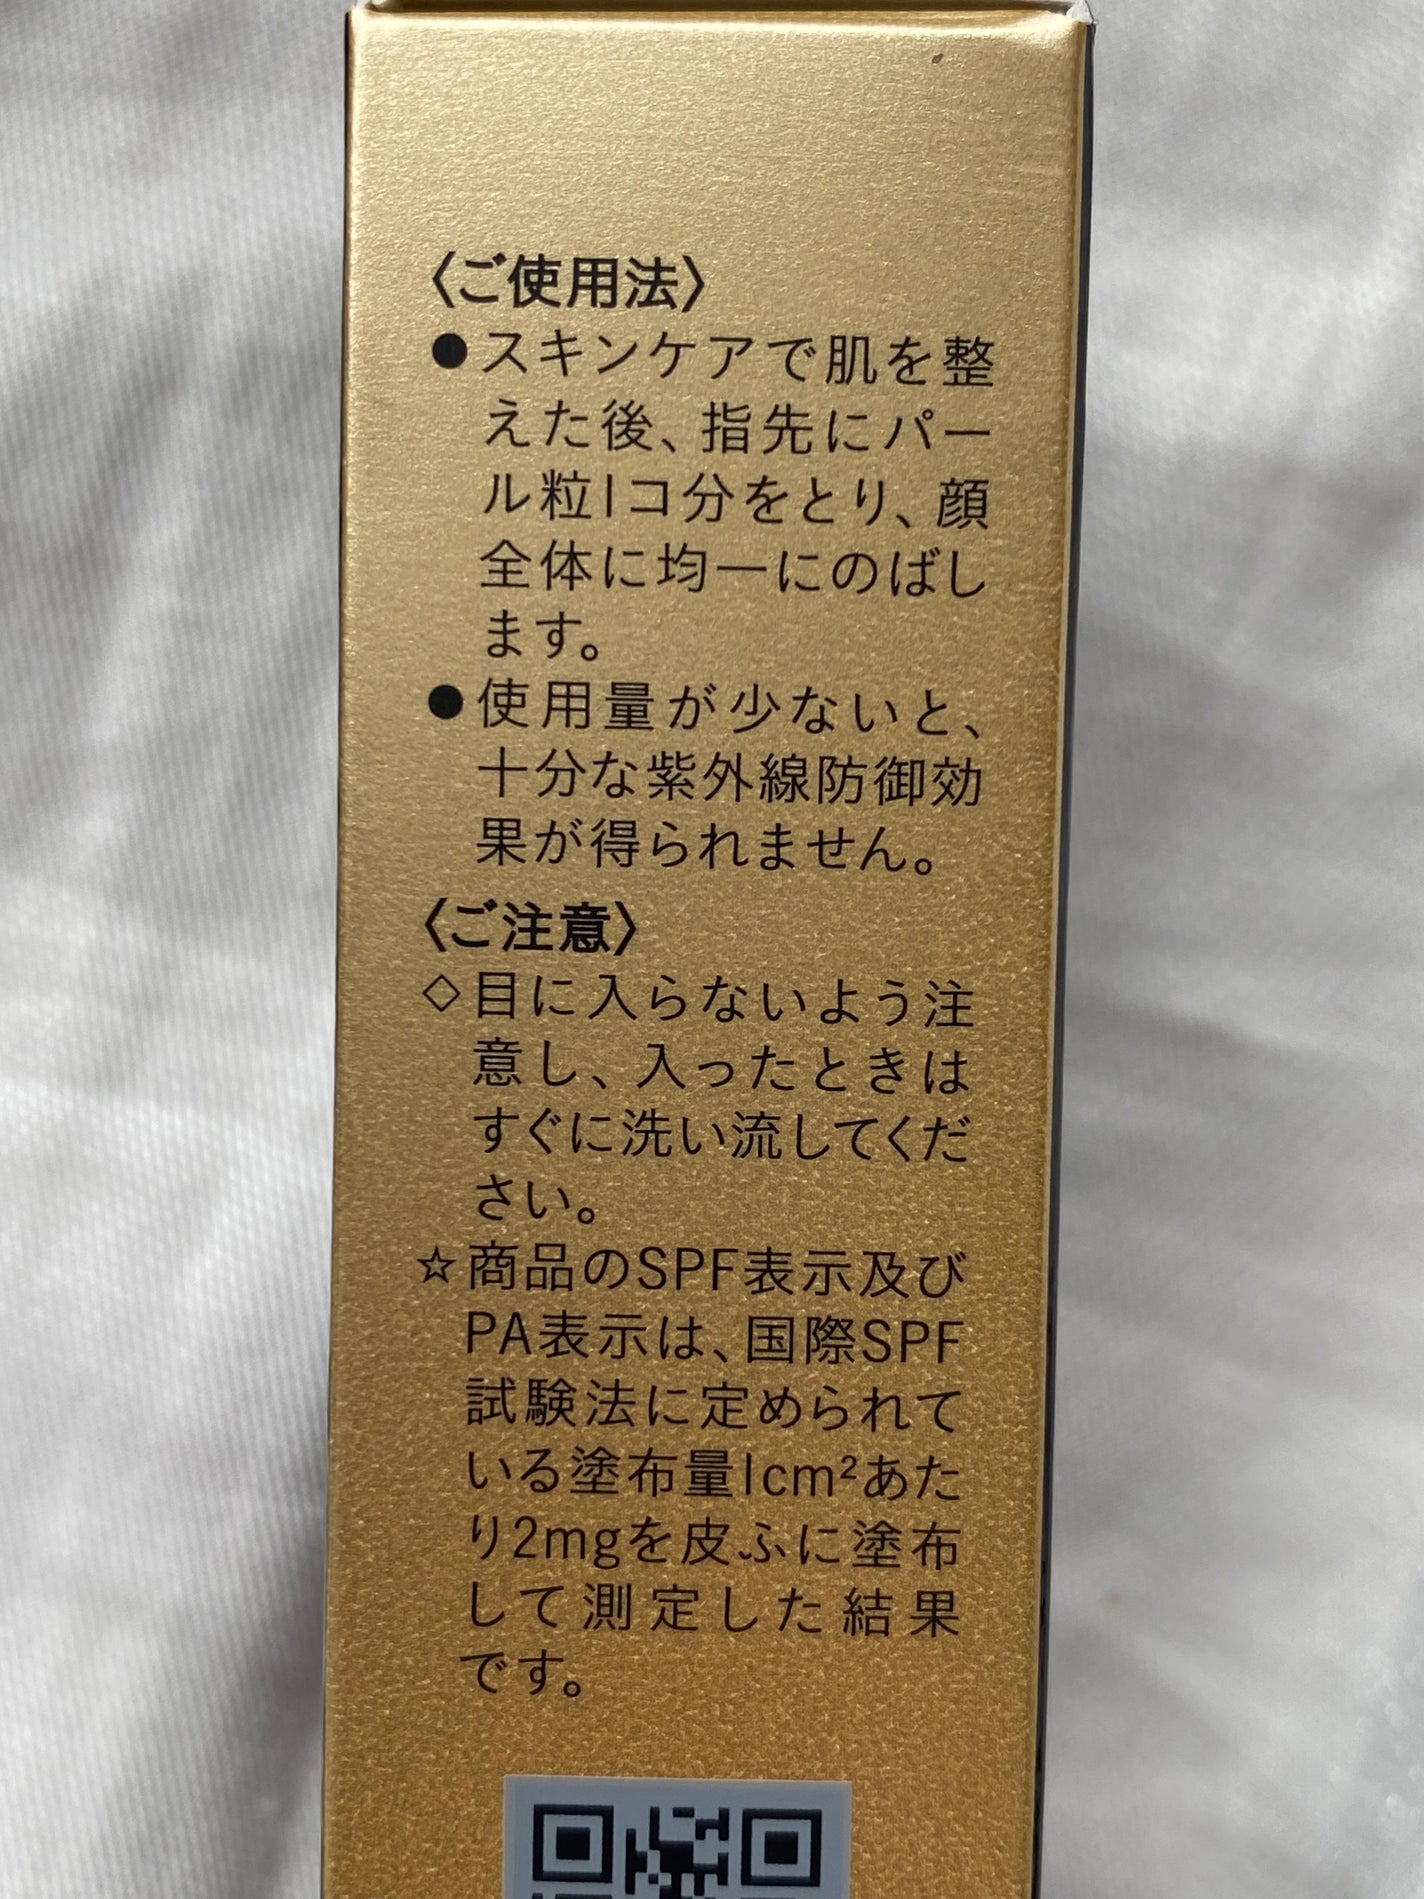 〈ご使用法〉
●スキンケアで肌を整
えた後、指先にパー
ル粒1コ分をとり、顔
全体に均一にのばし
ます。
●使用量が少ないと、
十分な紫外線防御効
果が得られません。
〈ご注意〉
◇目に入らないよう注
意し、入ったときは
すぐに洗い流してくだ
さい。
☆商品のSPF表示及び
PA表示は、国際SPF
試験法に定められて
いる塗布量1cm²あた
り2mgを皮ふに塗布
して測定した結果
です。